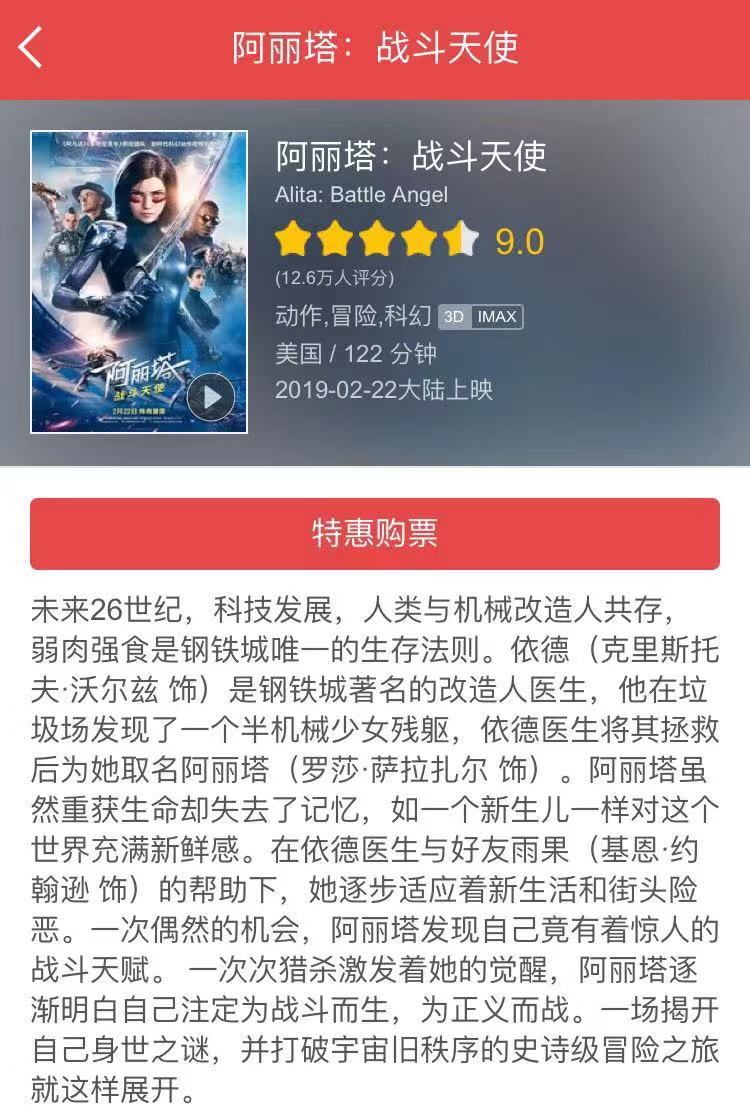 阿丽塔：战斗天使
阿丽塔：战斗天使
Alita: Battle Angel
9.0
(12.6万人评分)
动作,冒险,科幻 3D IMAX
美国 / 122 分钟
2019-02-22大陆上映
阿丽塔
战斗天使
特惠购票
未来26世纪，科技发展，人类与机械改造人共存，
弱肉强食是钢铁城唯一的生存法则。依德（克里斯托
夫·沃尔兹 饰）是钢铁城著名的改造人医生，他在垃
圾场发现了一个半机械少女残躯，依德医生将其拯救
后为她取名阿丽塔（罗莎·萨拉扎尔 饰）。阿丽塔虽
然重获生命却失去了记忆，如一个新生儿一样对这个
世界充满新鲜感。在依德医生与好友雨果（基恩·约
翰逊 饰）的帮助下，她逐步适应着新生活和街头险
恶。一次偶然的机会，阿丽塔发现自己竟有着惊人的
战斗天赋。 一次次猎杀激发着她的觉醒，阿丽塔逐
渐明白自己注定为战斗而生，为正义而战。一场揭开
自己身世之谜，并打破宇宙旧秩序的史诗级冒险之旅
就这样展开。